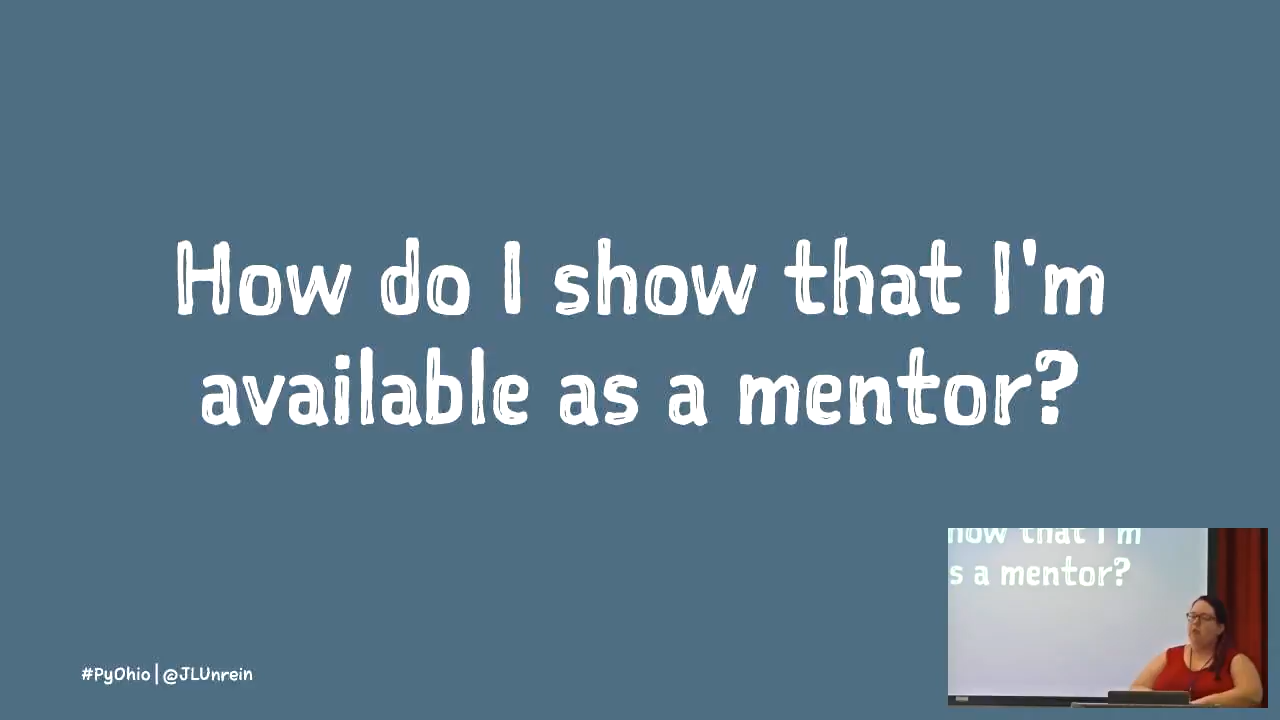 How do I show that I'm
available as a mentor?
#PyOhio | @JLUnrein
how that I'm
s a mentor?